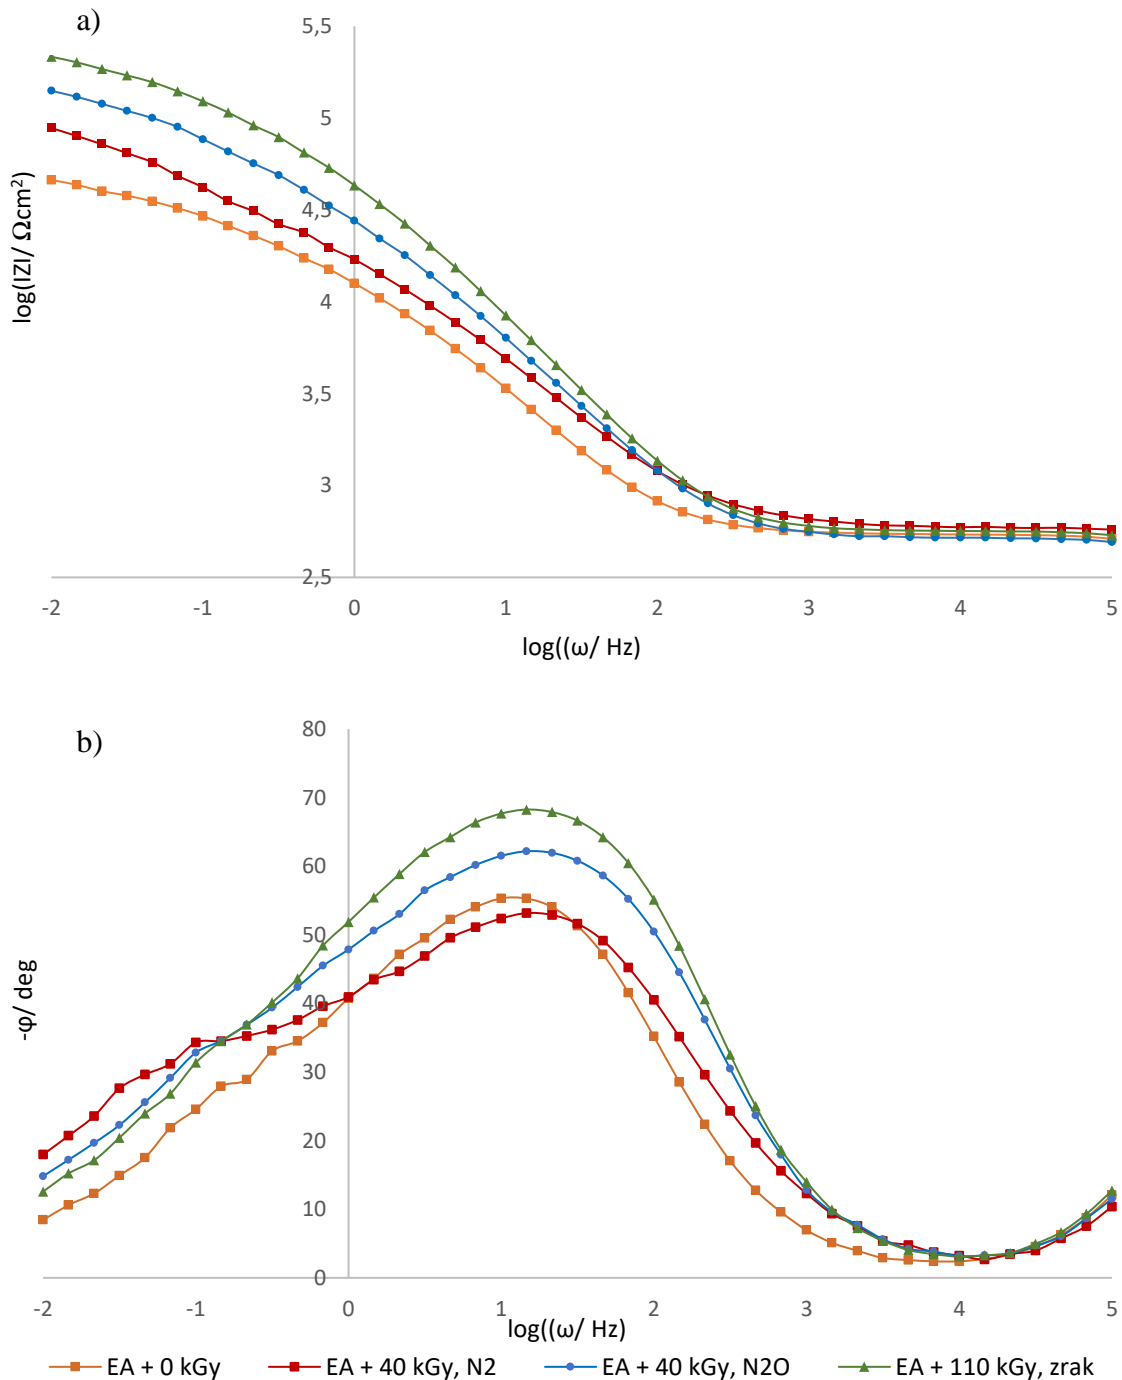 a)
5,5
5
4,5
4
3,5
3
2,5
log(IZI/ Ωcm²)
-2 -1 0 1 2 3 4 5
log((ω/ Hz)
b)
80
70
60
50
40
30
20
10
0
-φ/ deg
-2 -1 0 1 2 3 4 5
log((ω/ Hz)
EA + 0 kGy EA + 40 kGy, N2 EA + 40 kGy, N2O EA + 110 kGy, zrak